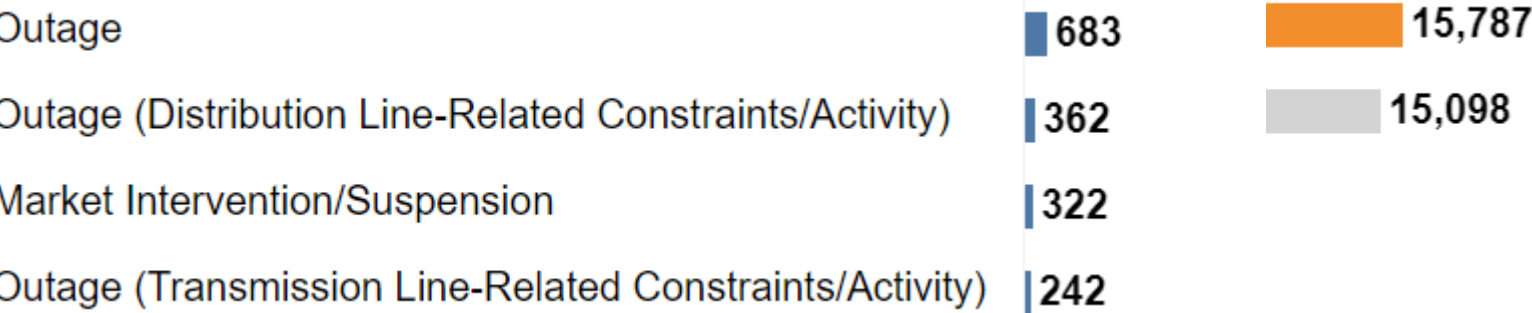 Outage 683 15,787
Outage (Distribution Line-Related Constraints/Activity) 362 15,098
Market Intervention/Suspension 322
Outage (Transmission Line-Related Constraints/Activity) 242